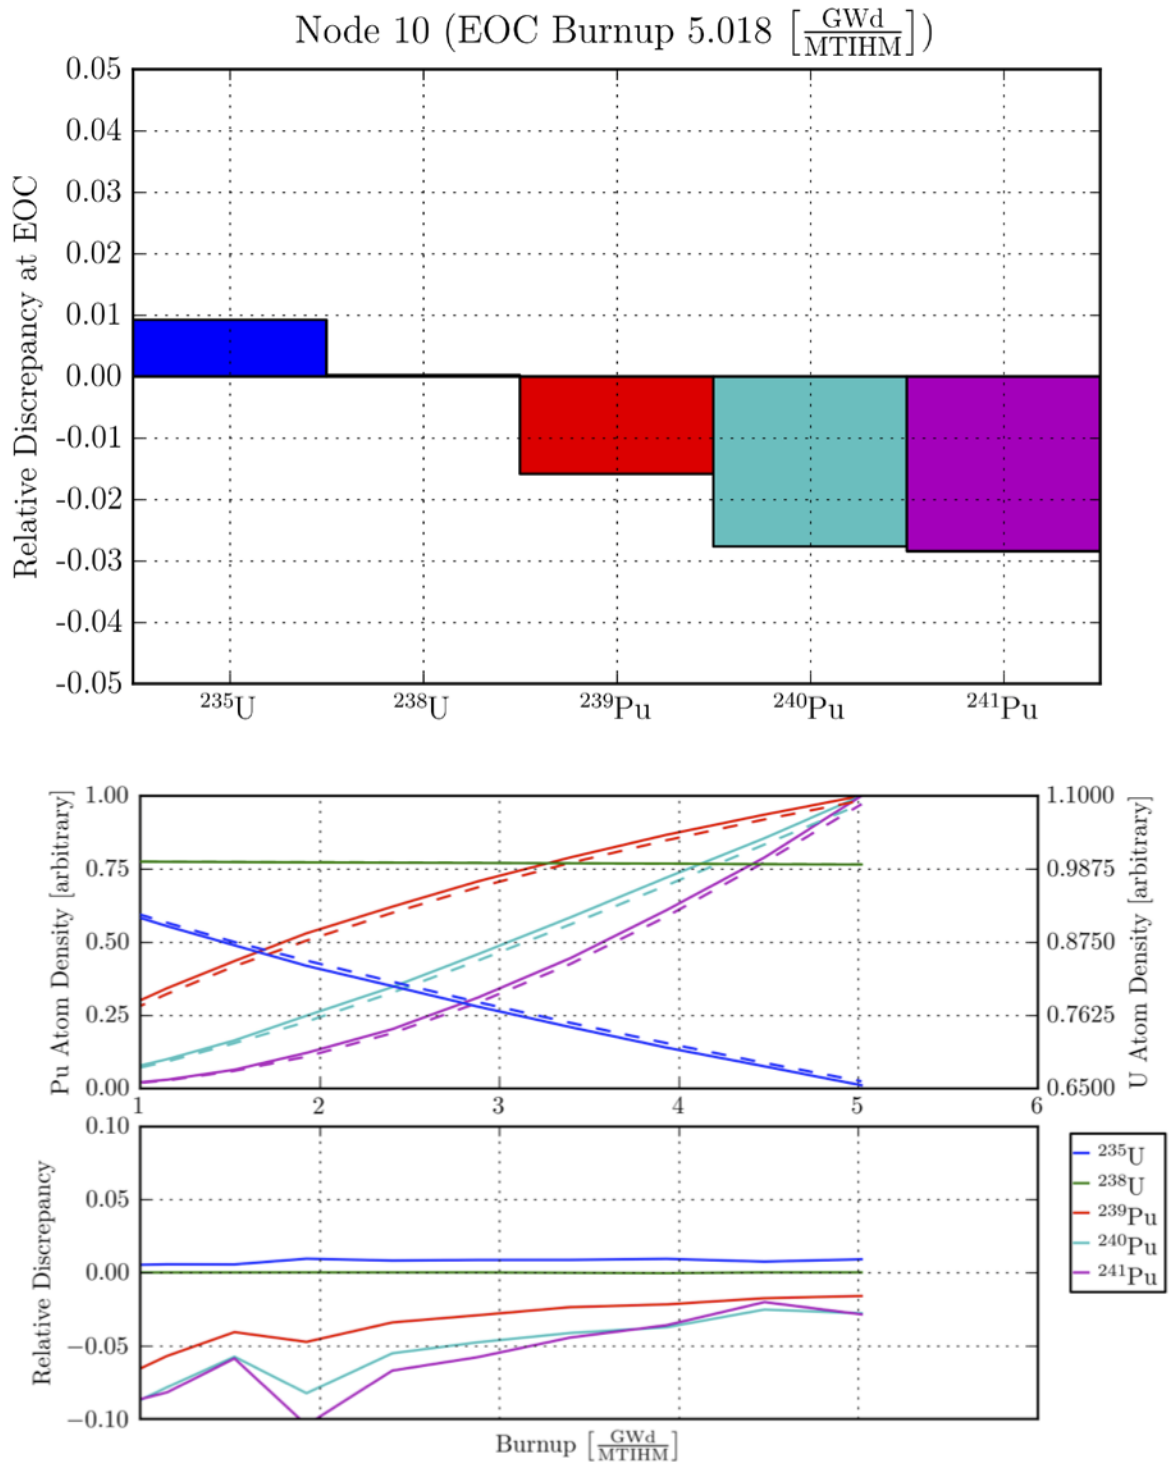 Node 10 (EOC Burnup 5.018 [GWd/MTIHM])
Relative Discrepancy at EOC
0.05
0.04
0.03
0.02
0.01
0.00
-0.01
-0.02
-0.03
-0.04
-0.05
²³⁵U
²³⁸U
²³⁹Pu
²⁴⁰Pu
²⁴¹Pu
Pu Atom Density [arbitrary]
1.00
0.75
0.50
0.25
0.00
1.1000
0.9875
0.8750
0.7625
0.6500
U Atom Density [arbitrary]
1
2
3
4
5
6
Relative Discrepancy
0.10
0.05
0.00
−0.05
−0.10
Burnup [GWd/MTIHM]
²³⁵U
²³⁸U
²³⁹Pu
²⁴⁰Pu
²⁴¹Pu